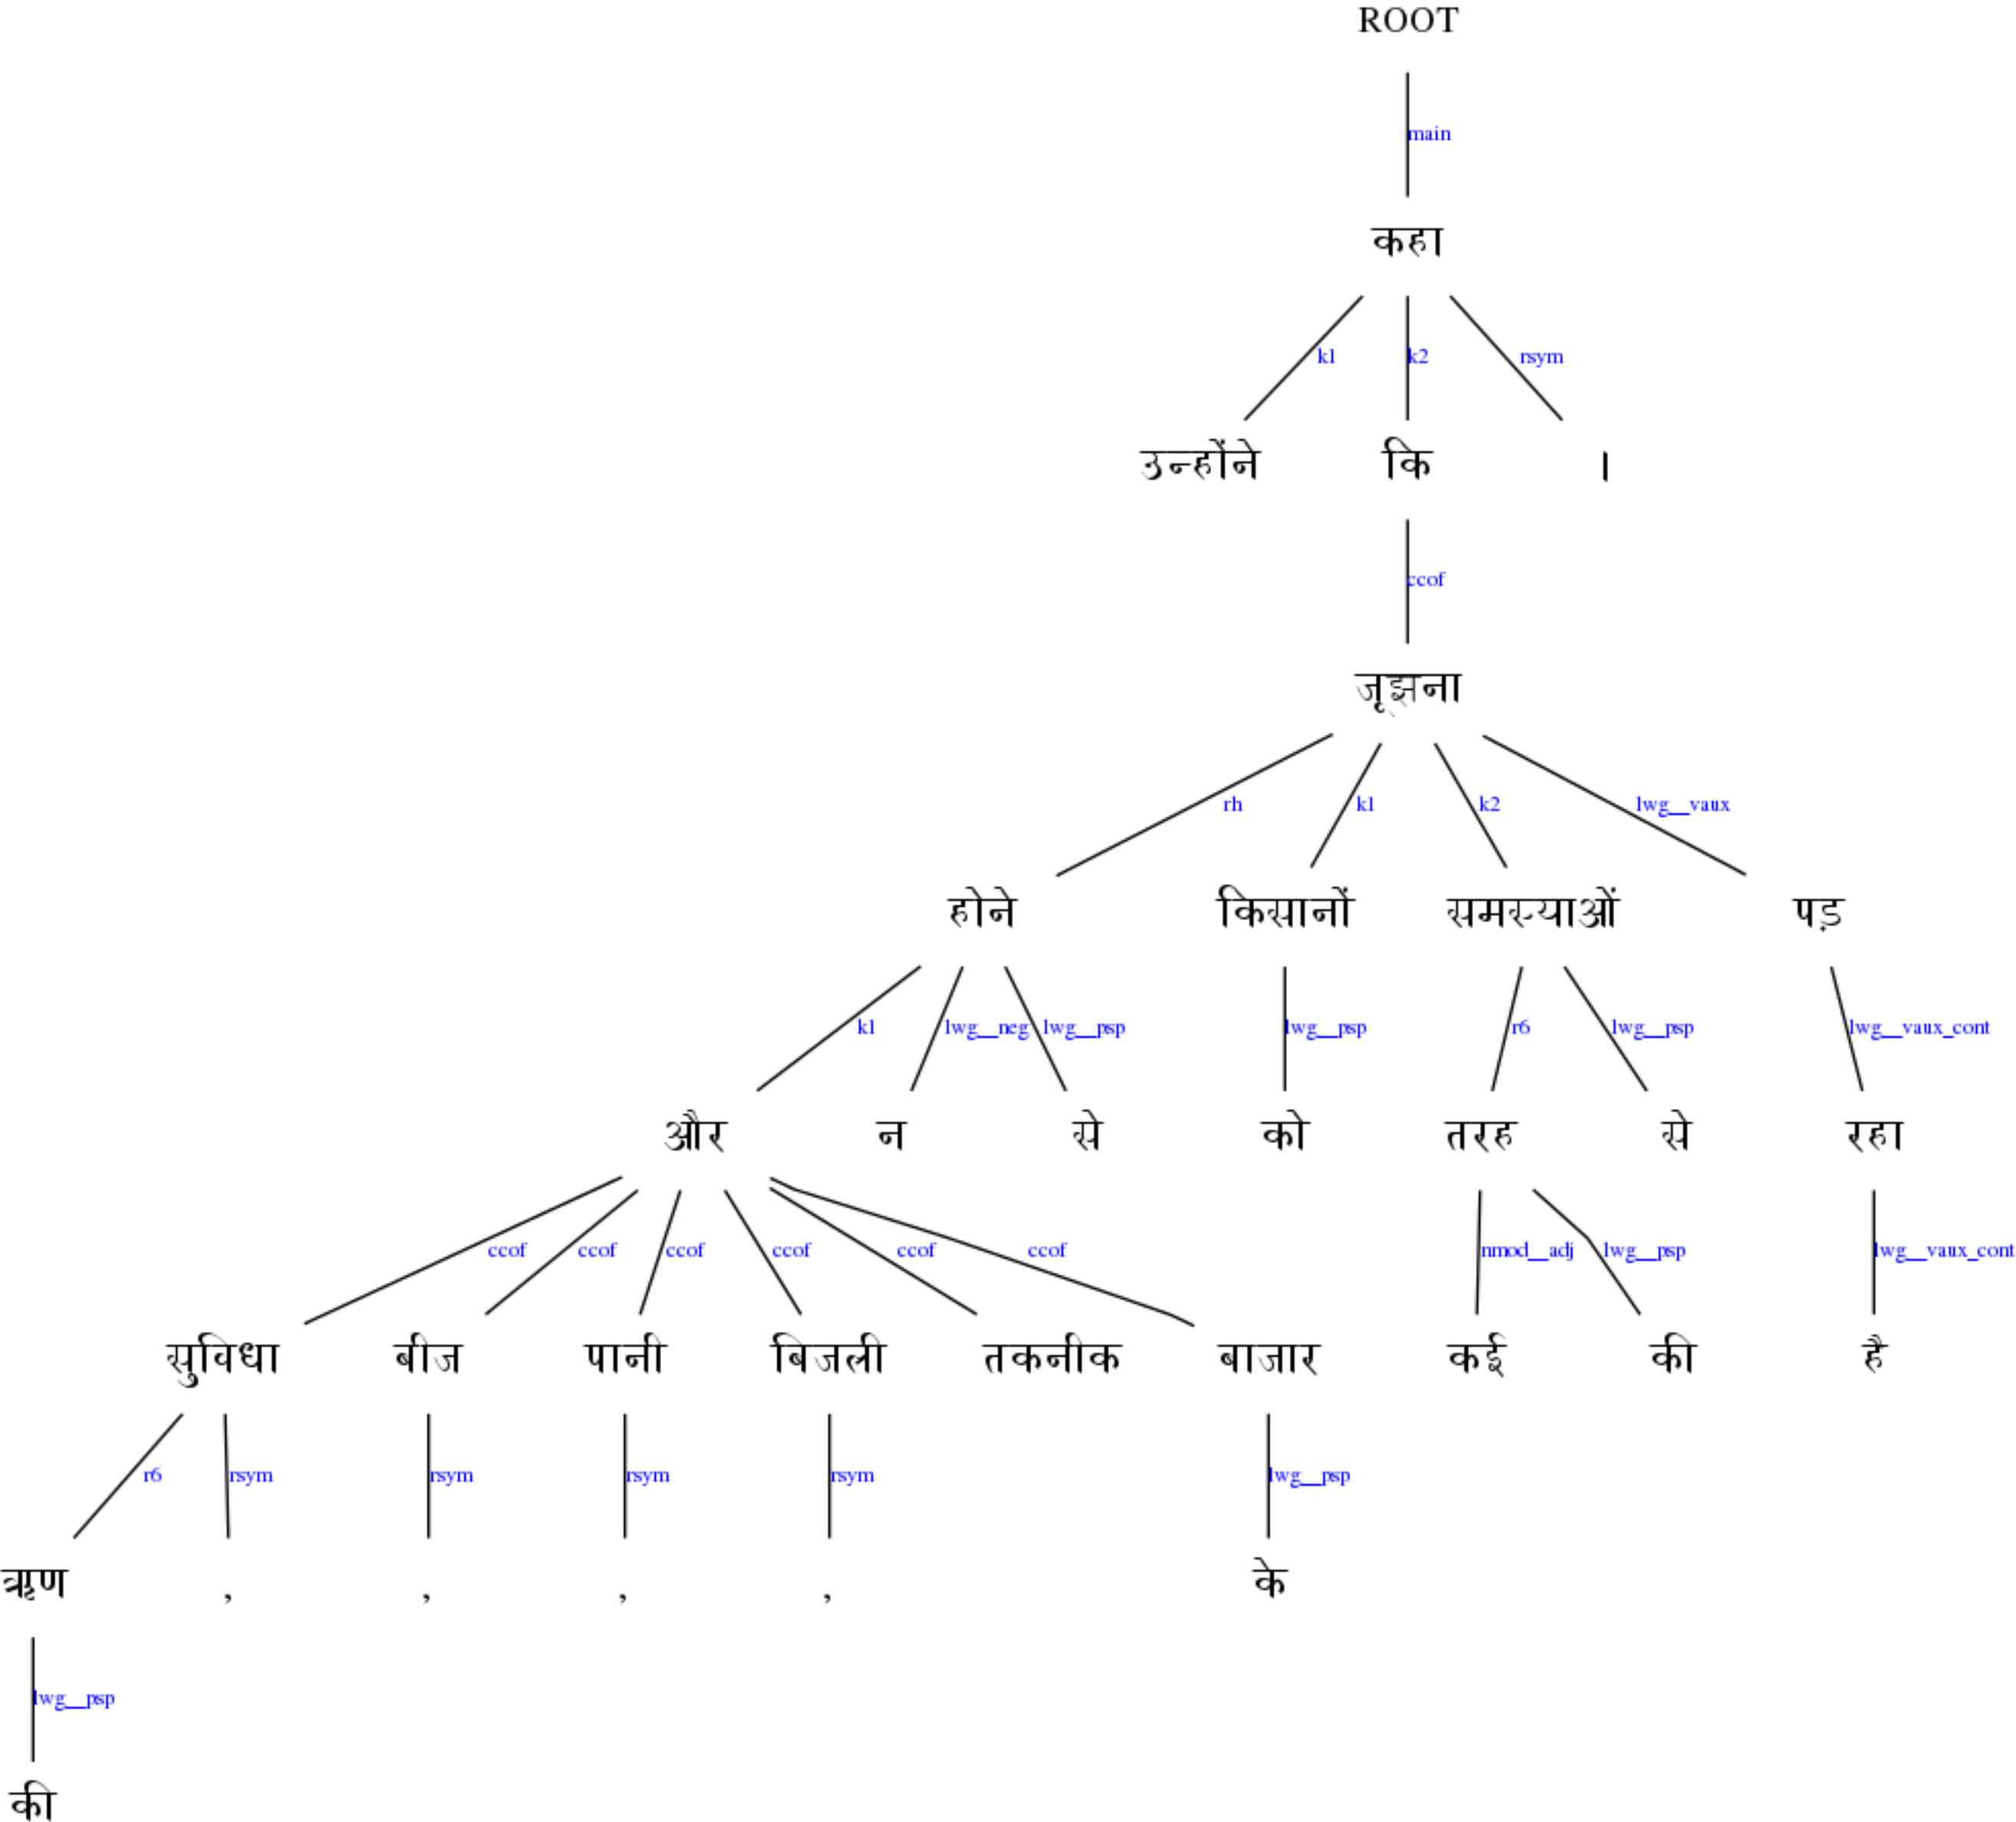 ROOT
main
कहा
k1 k2 rsym
उन्होंने कि ।
ccof
जूझना
rh k1 k2 lwg__vaux
होने किसानों समस्याओं पड़
k1 lwg__neg lwg__psp lwg__psp r6 lwg__psp lwg__vaux_cont
और न से को तरह से रहा
ccof ccof ccof ccof ccof ccof nmod__adj lwg__psp lwg__vaux_cont
सुविधा बीज पानी बिजली तकनीक बाजार कई की है
r6 rsym rsym rsym rsym lwg__psp
ऋण , , , , के
lwg__psp
की